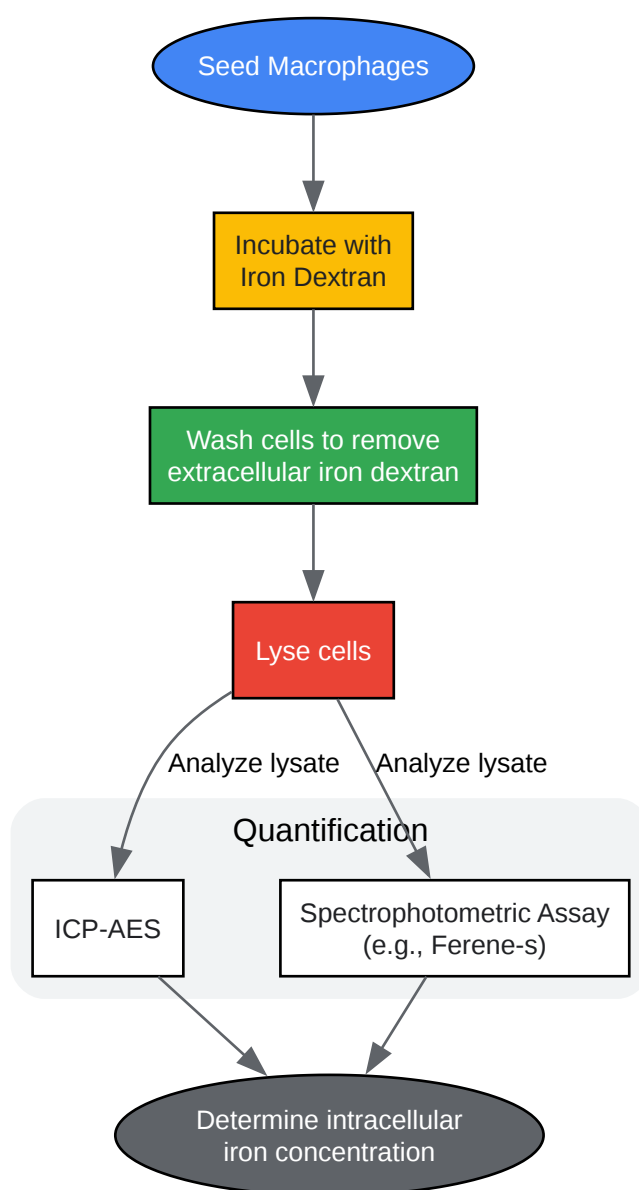 Seed Macrophages
Incubate with
Iron Dextran
Wash cells to remove
extracellular iron dextran
Lyse cells
Analyze lysate
Analyze lysate
Quantification
ICP-AES
Spectrophotometric Assay
(e.g., Ferene-s)
Determine intracellular
iron concentration